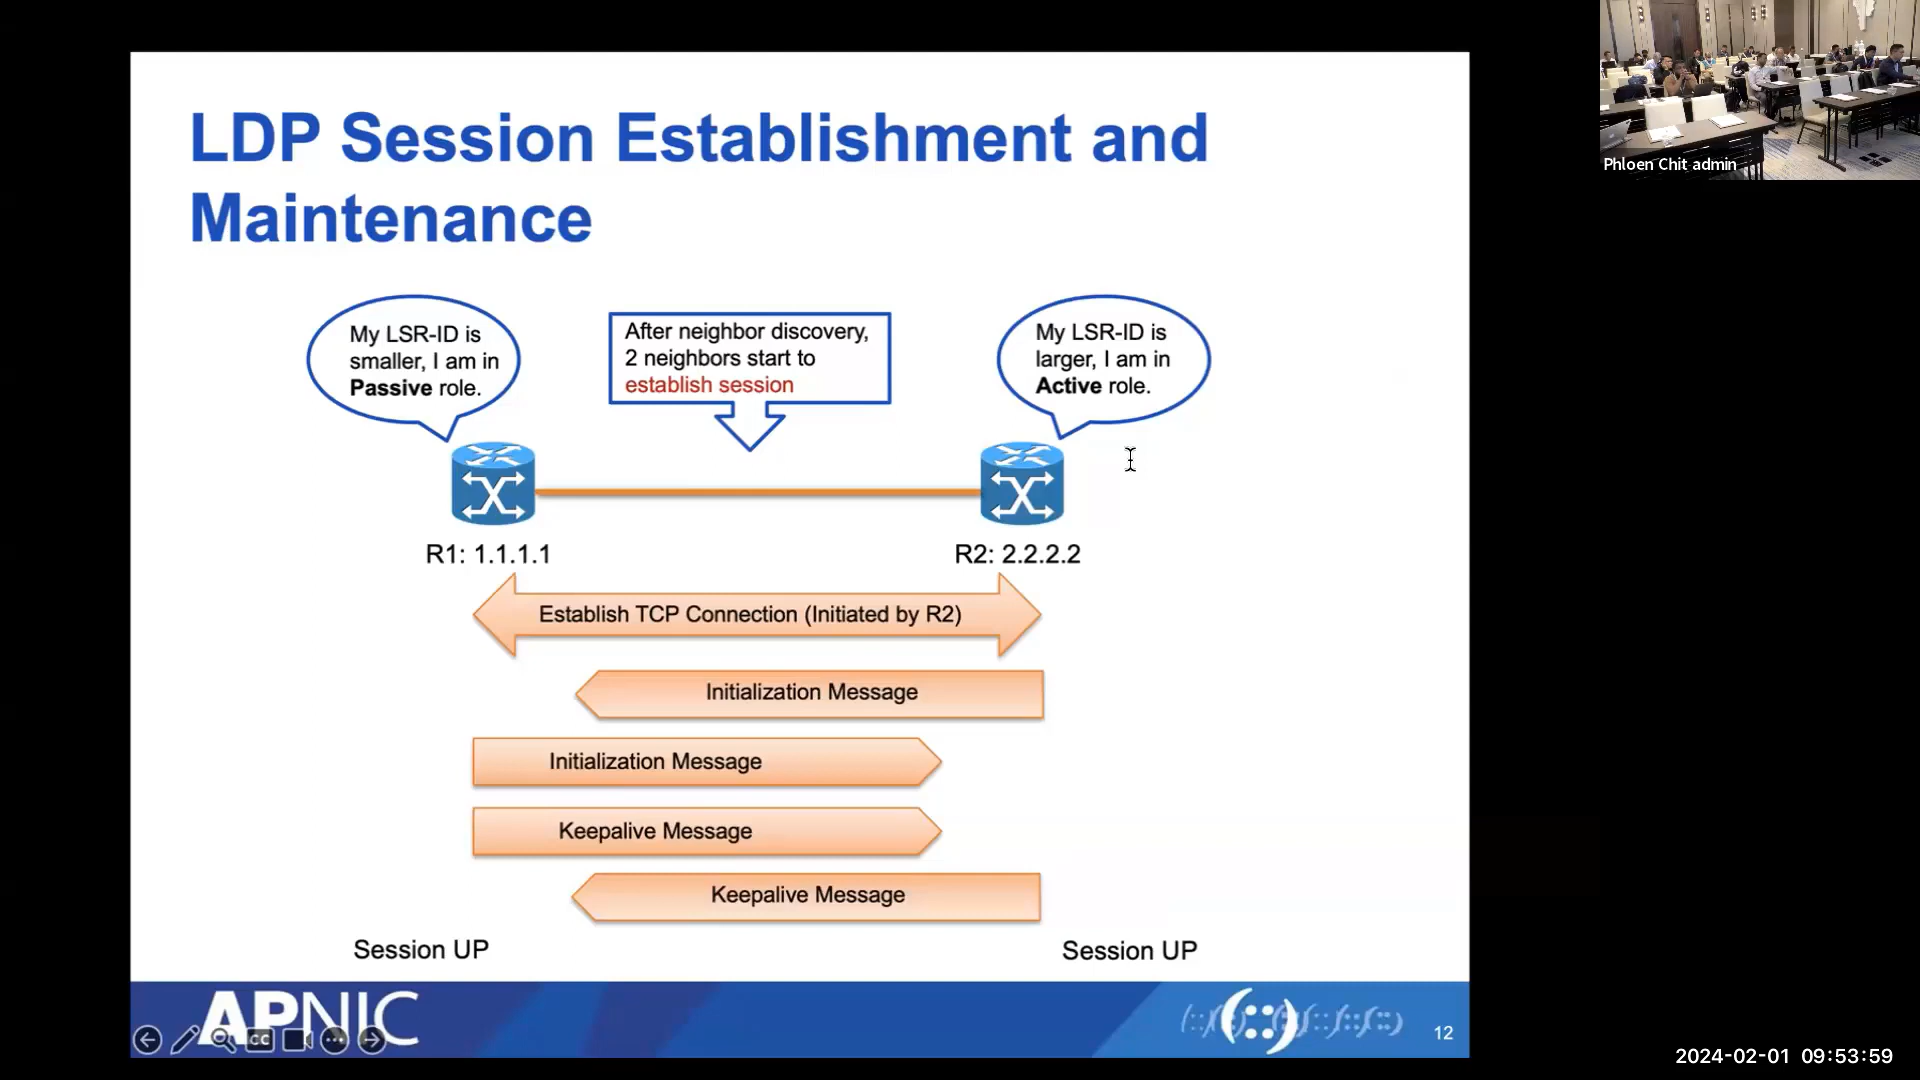 LDP Session Establishment and
Maintenance
My LSR-ID is
smaller, I am in
Passive role.
After neighbor discovery,
2 neighbors start to
establish session
My LSR-ID is
larger, I am in
Active role.
R1: 1.1.1.1
R2: 2.2.2.2
Establish TCP Connection (Initiated by R2)
Initialization Message
Initialization Message
Keepalive Message
Keepalive Message
Session UP
Session UP
APNIC
CC
12
Phloen Chit admin
2024-02-01 09:53:59